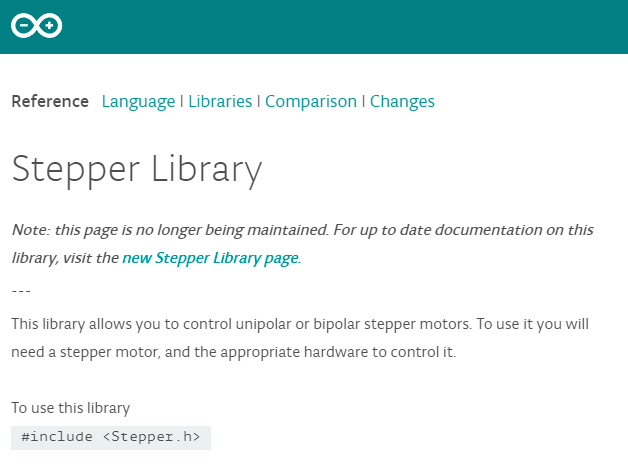 Reference Language | Libraries | Comparison | Changes
Stepper Library
Note: this page is no longer being maintained. For up to date documentation on this
library, visit the new Stepper Library page.
---
This library allows you to control unipolar or bipolar stepper motors. To use it you will
need a stepper motor, and the appropriate hardware to control it.
To use this library
#include <Stepper.h>